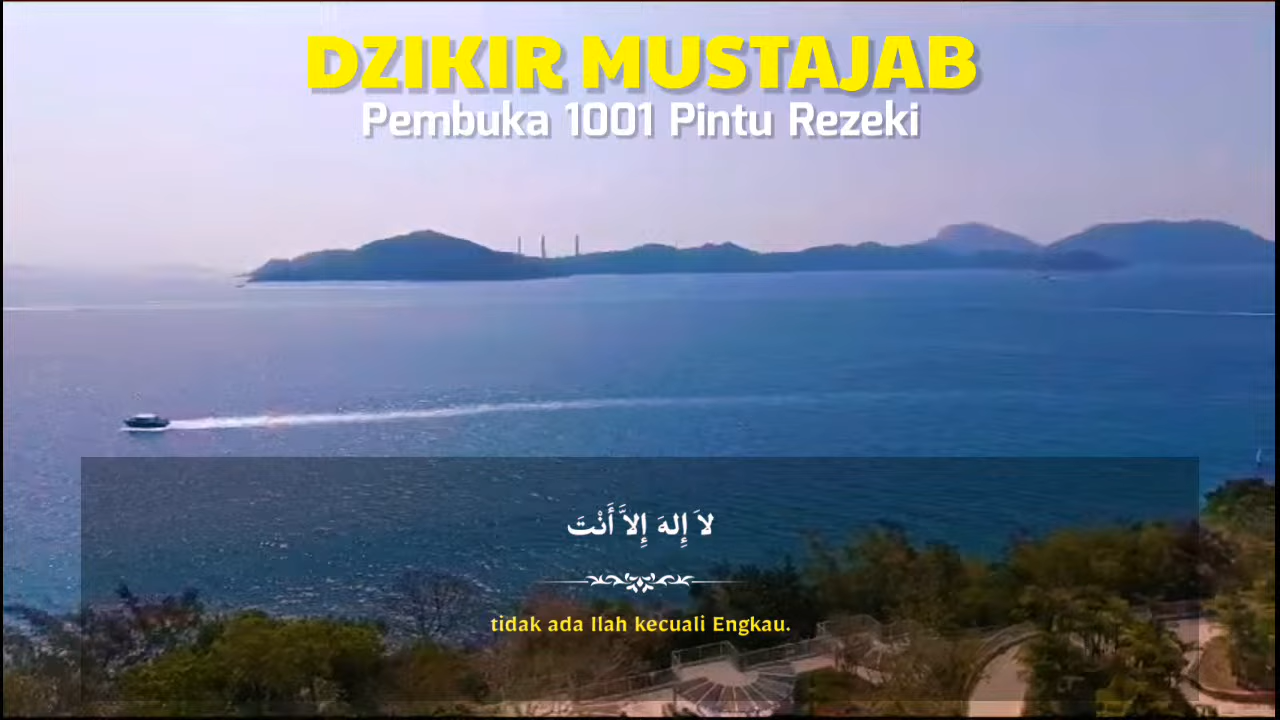 DZIKIR MUSTAJAB
Pembuka 1001 Pintu Rezeki
لاَ إِلهَ إِلاَّ أَنْتَ
tidak ada Ilah kecuali Engkau.